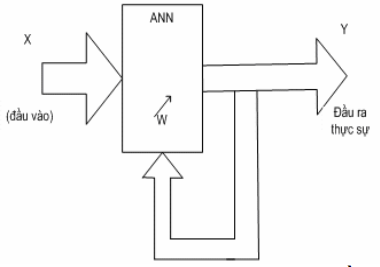 ANN
X
Y
W
(đầu vào)
Đầu ra
thực sự